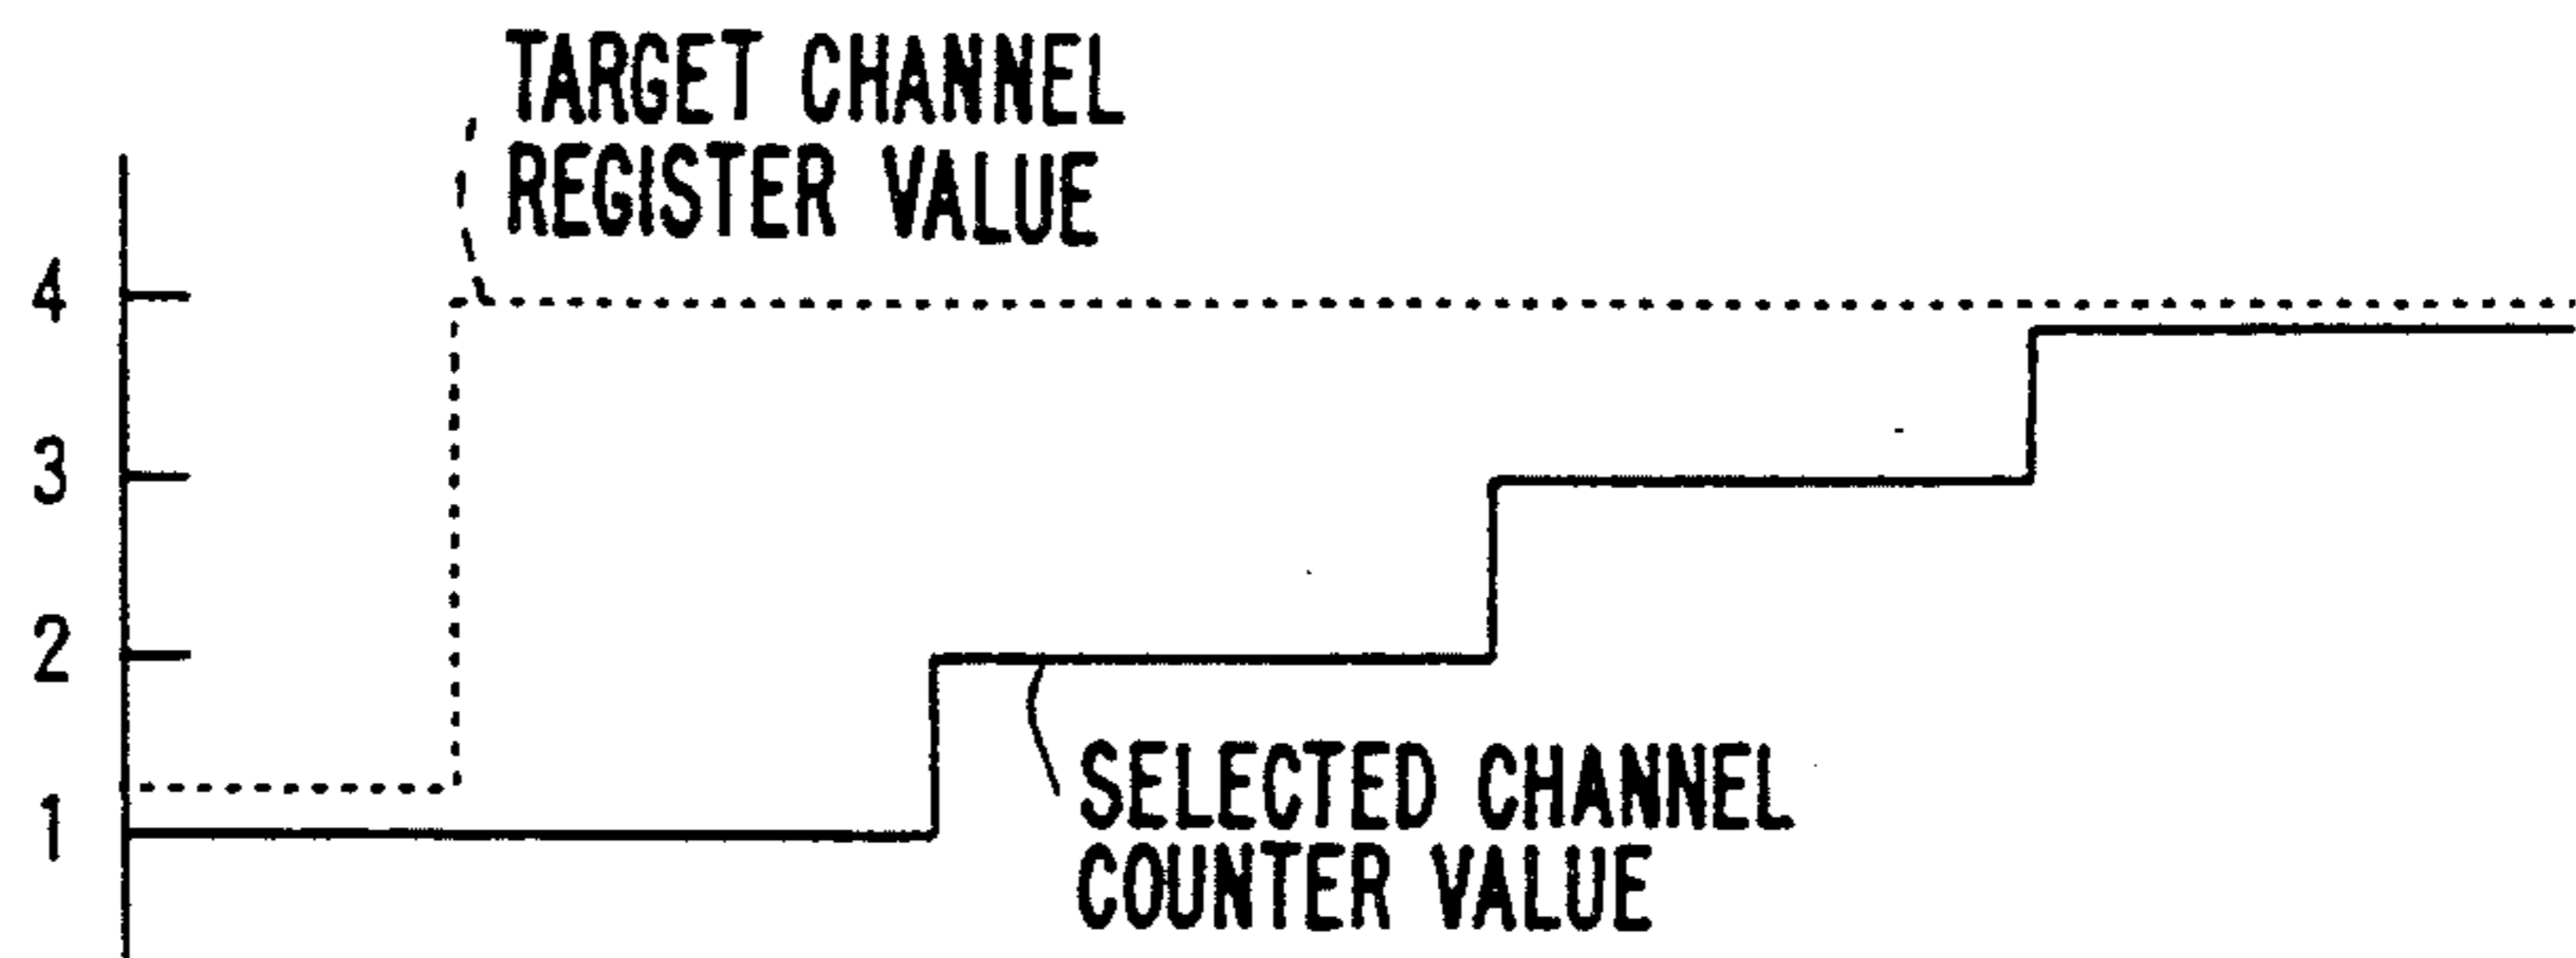 TARGET CHANNEL
REGISTER VALUE
4
3
2
1
SELECTED CHANNEL
COUNTER VALUE